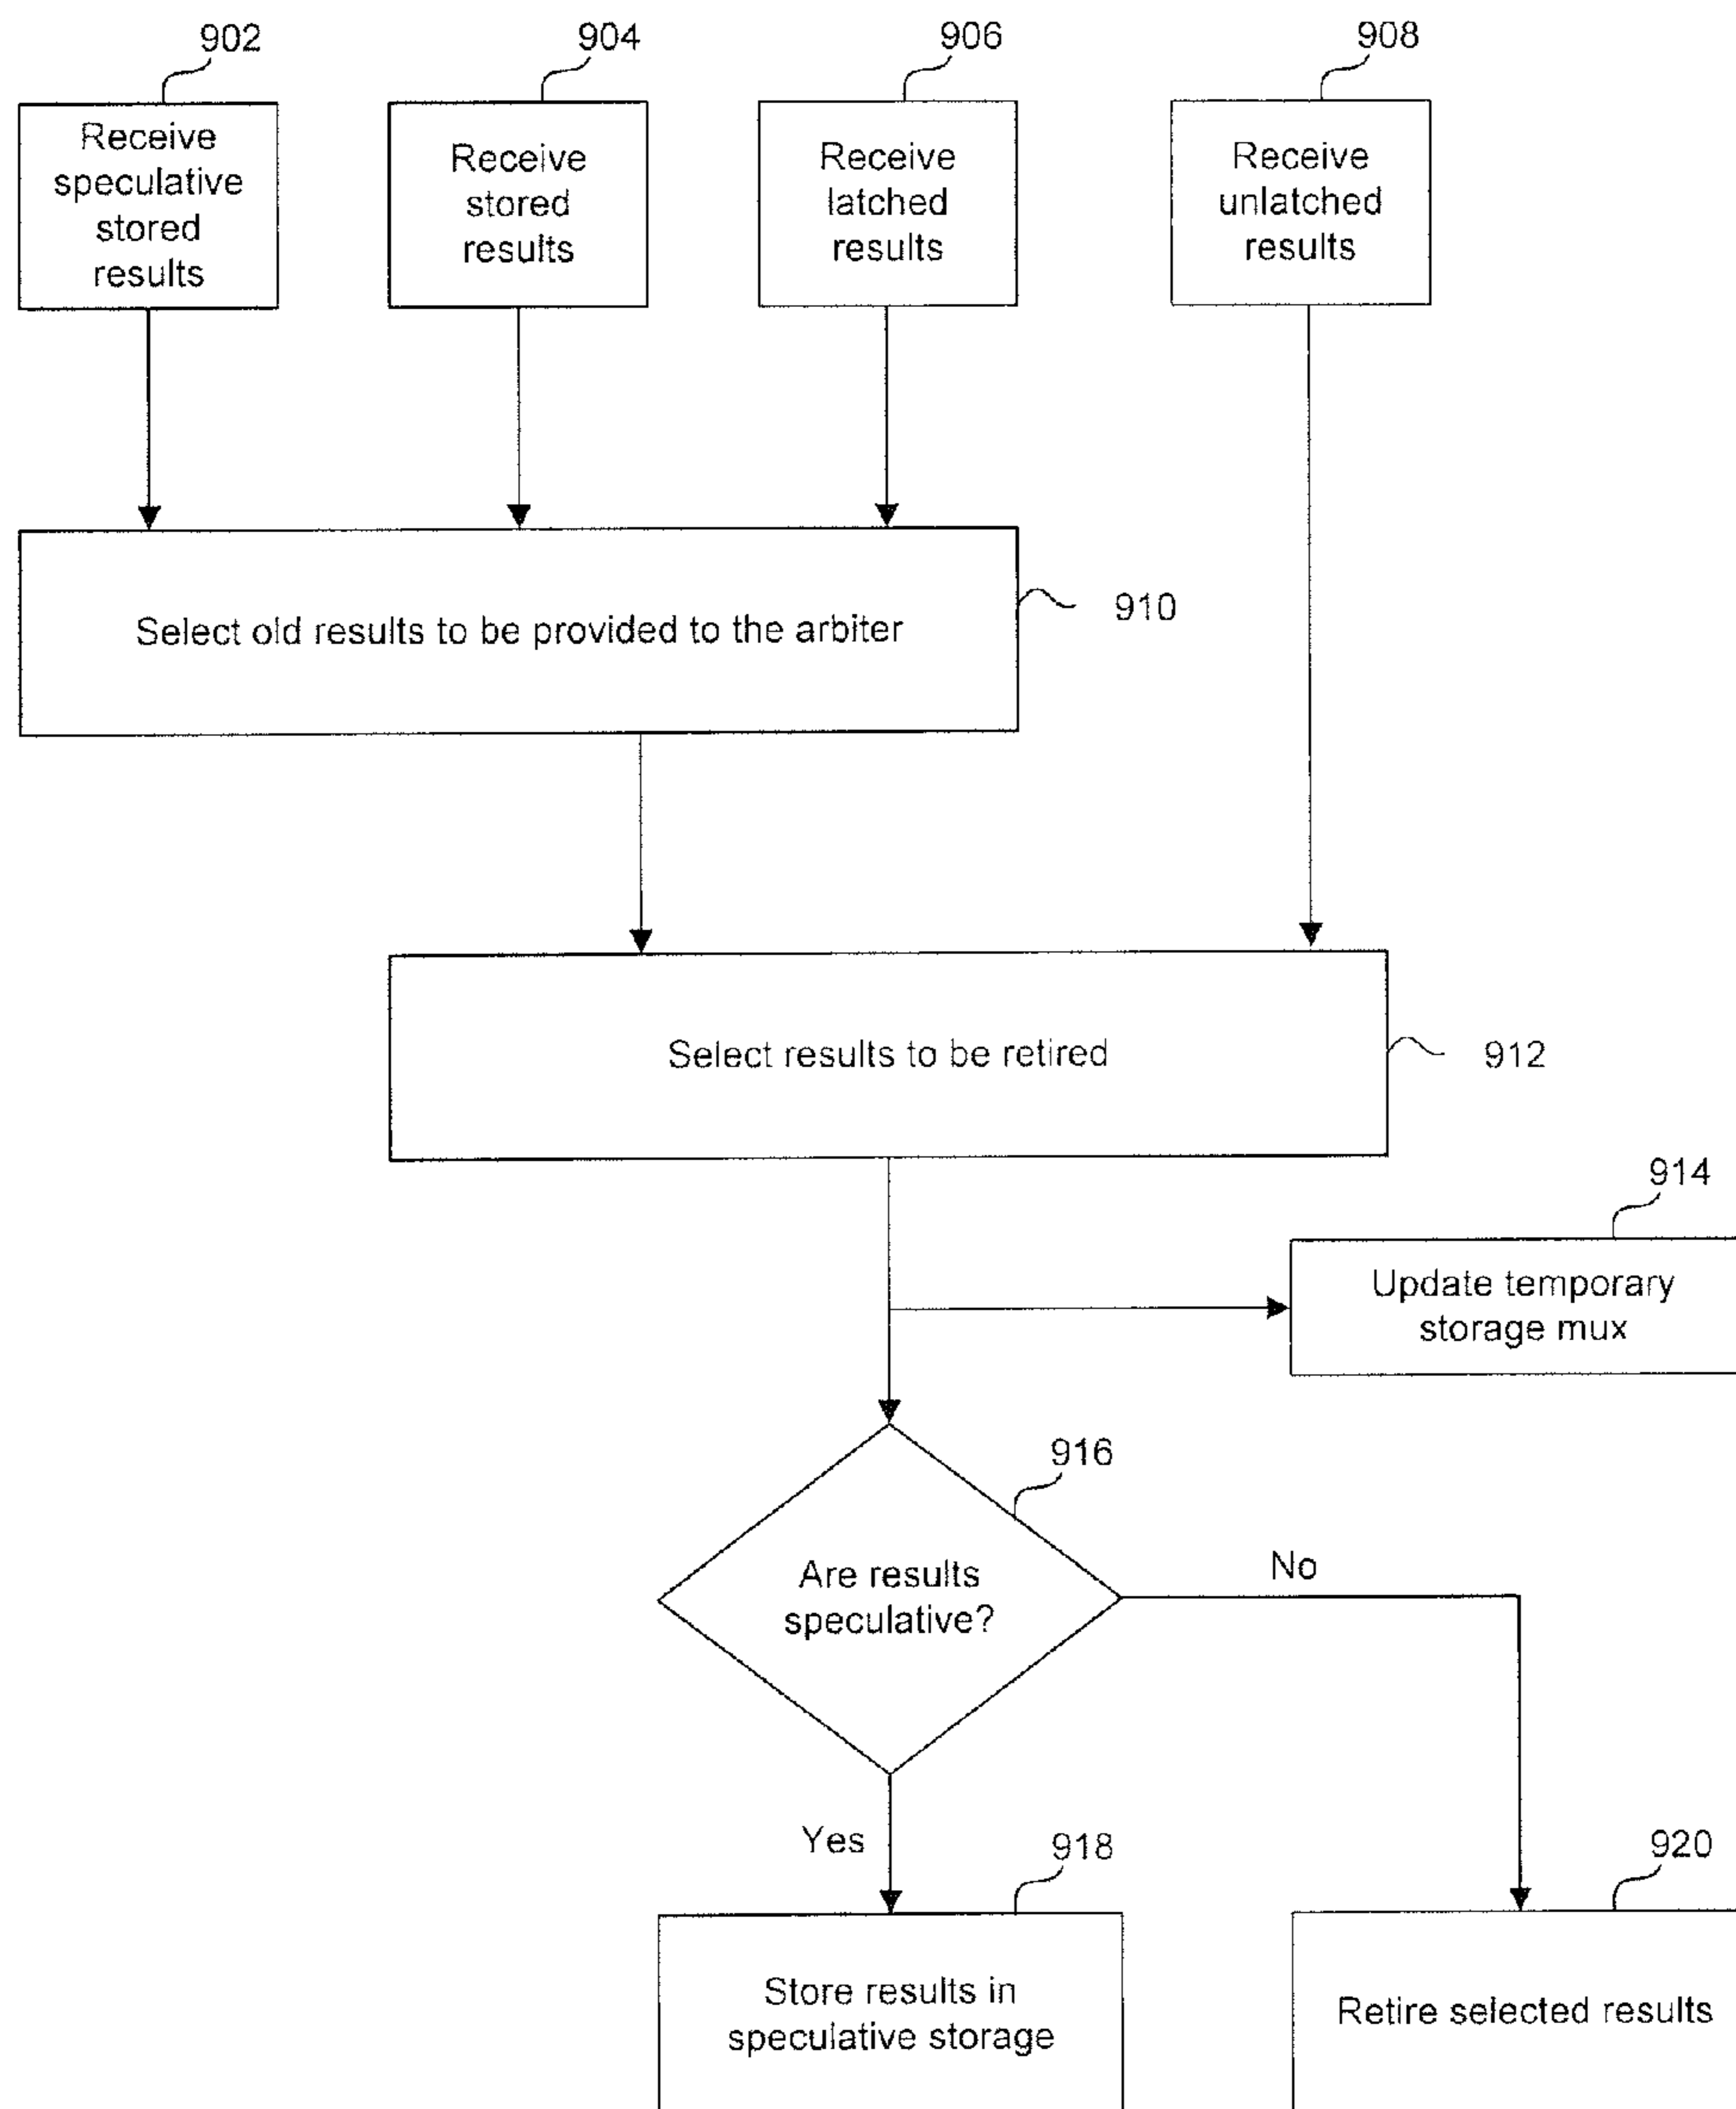 902
904
906
908
Receive
speculative
stored
results
Receive
stored
results
Receive
latched
results
Receive
unlatched
results
Select old results to be provided to the arbiter
910
Select results to be retired
912
914
Update temporary
storage mux
916
Are results
speculative?
No
Yes
918
920
Store results in
speculative storage
Retire selected results